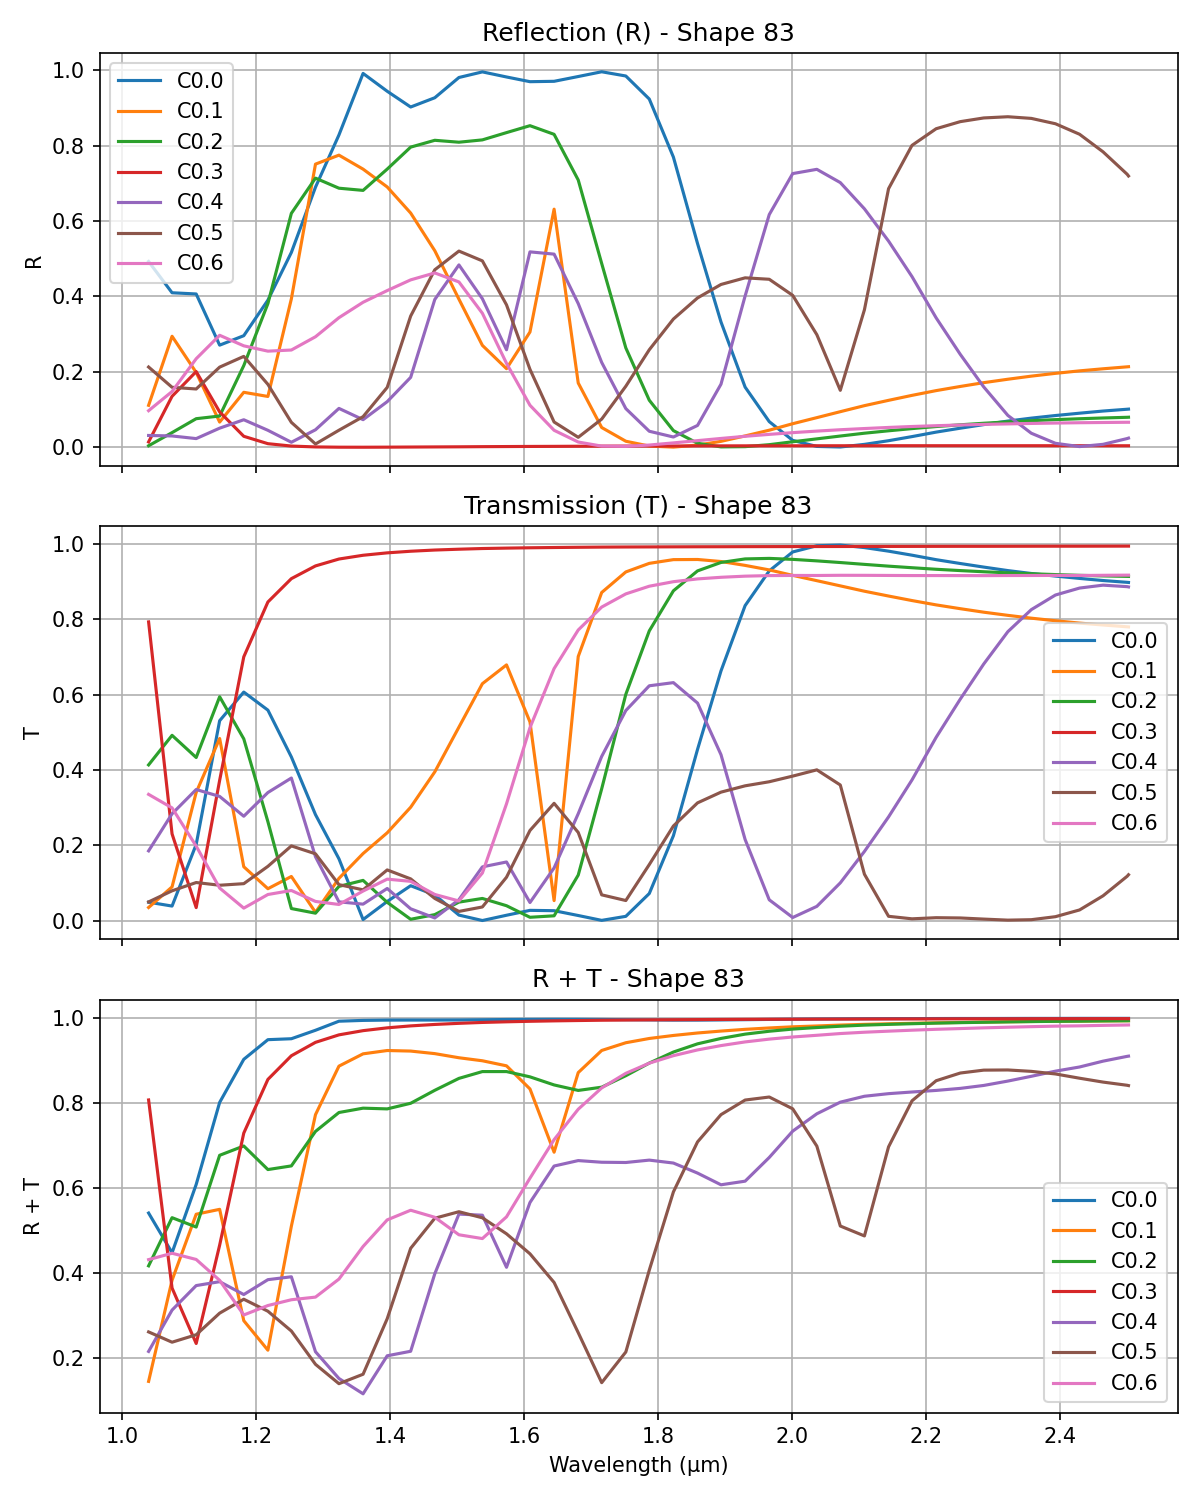 Reflection (R) - Shape 83
1.0
0.8
0.6
0.4
0.2
0.0
R
C0.0
C0.1
C0.2
C0.3
C0.4
C0.5
C0.6
Transmission (T) - Shape 83
1.0
0.8
0.6
0.4
0.2
0.0
T
C0.0
C0.1
C0.2
C0.3
C0.4
C0.5
C0.6
R + T - Shape 83
1.0
0.8
0.6
0.4
0.2
R + T
C0.0
C0.1
C0.2
C0.3
C0.4
C0.5
C0.6
1.0 1.2 1.4 1.6 1.8 2.0 2.2 2.4
Wavelength (μm)